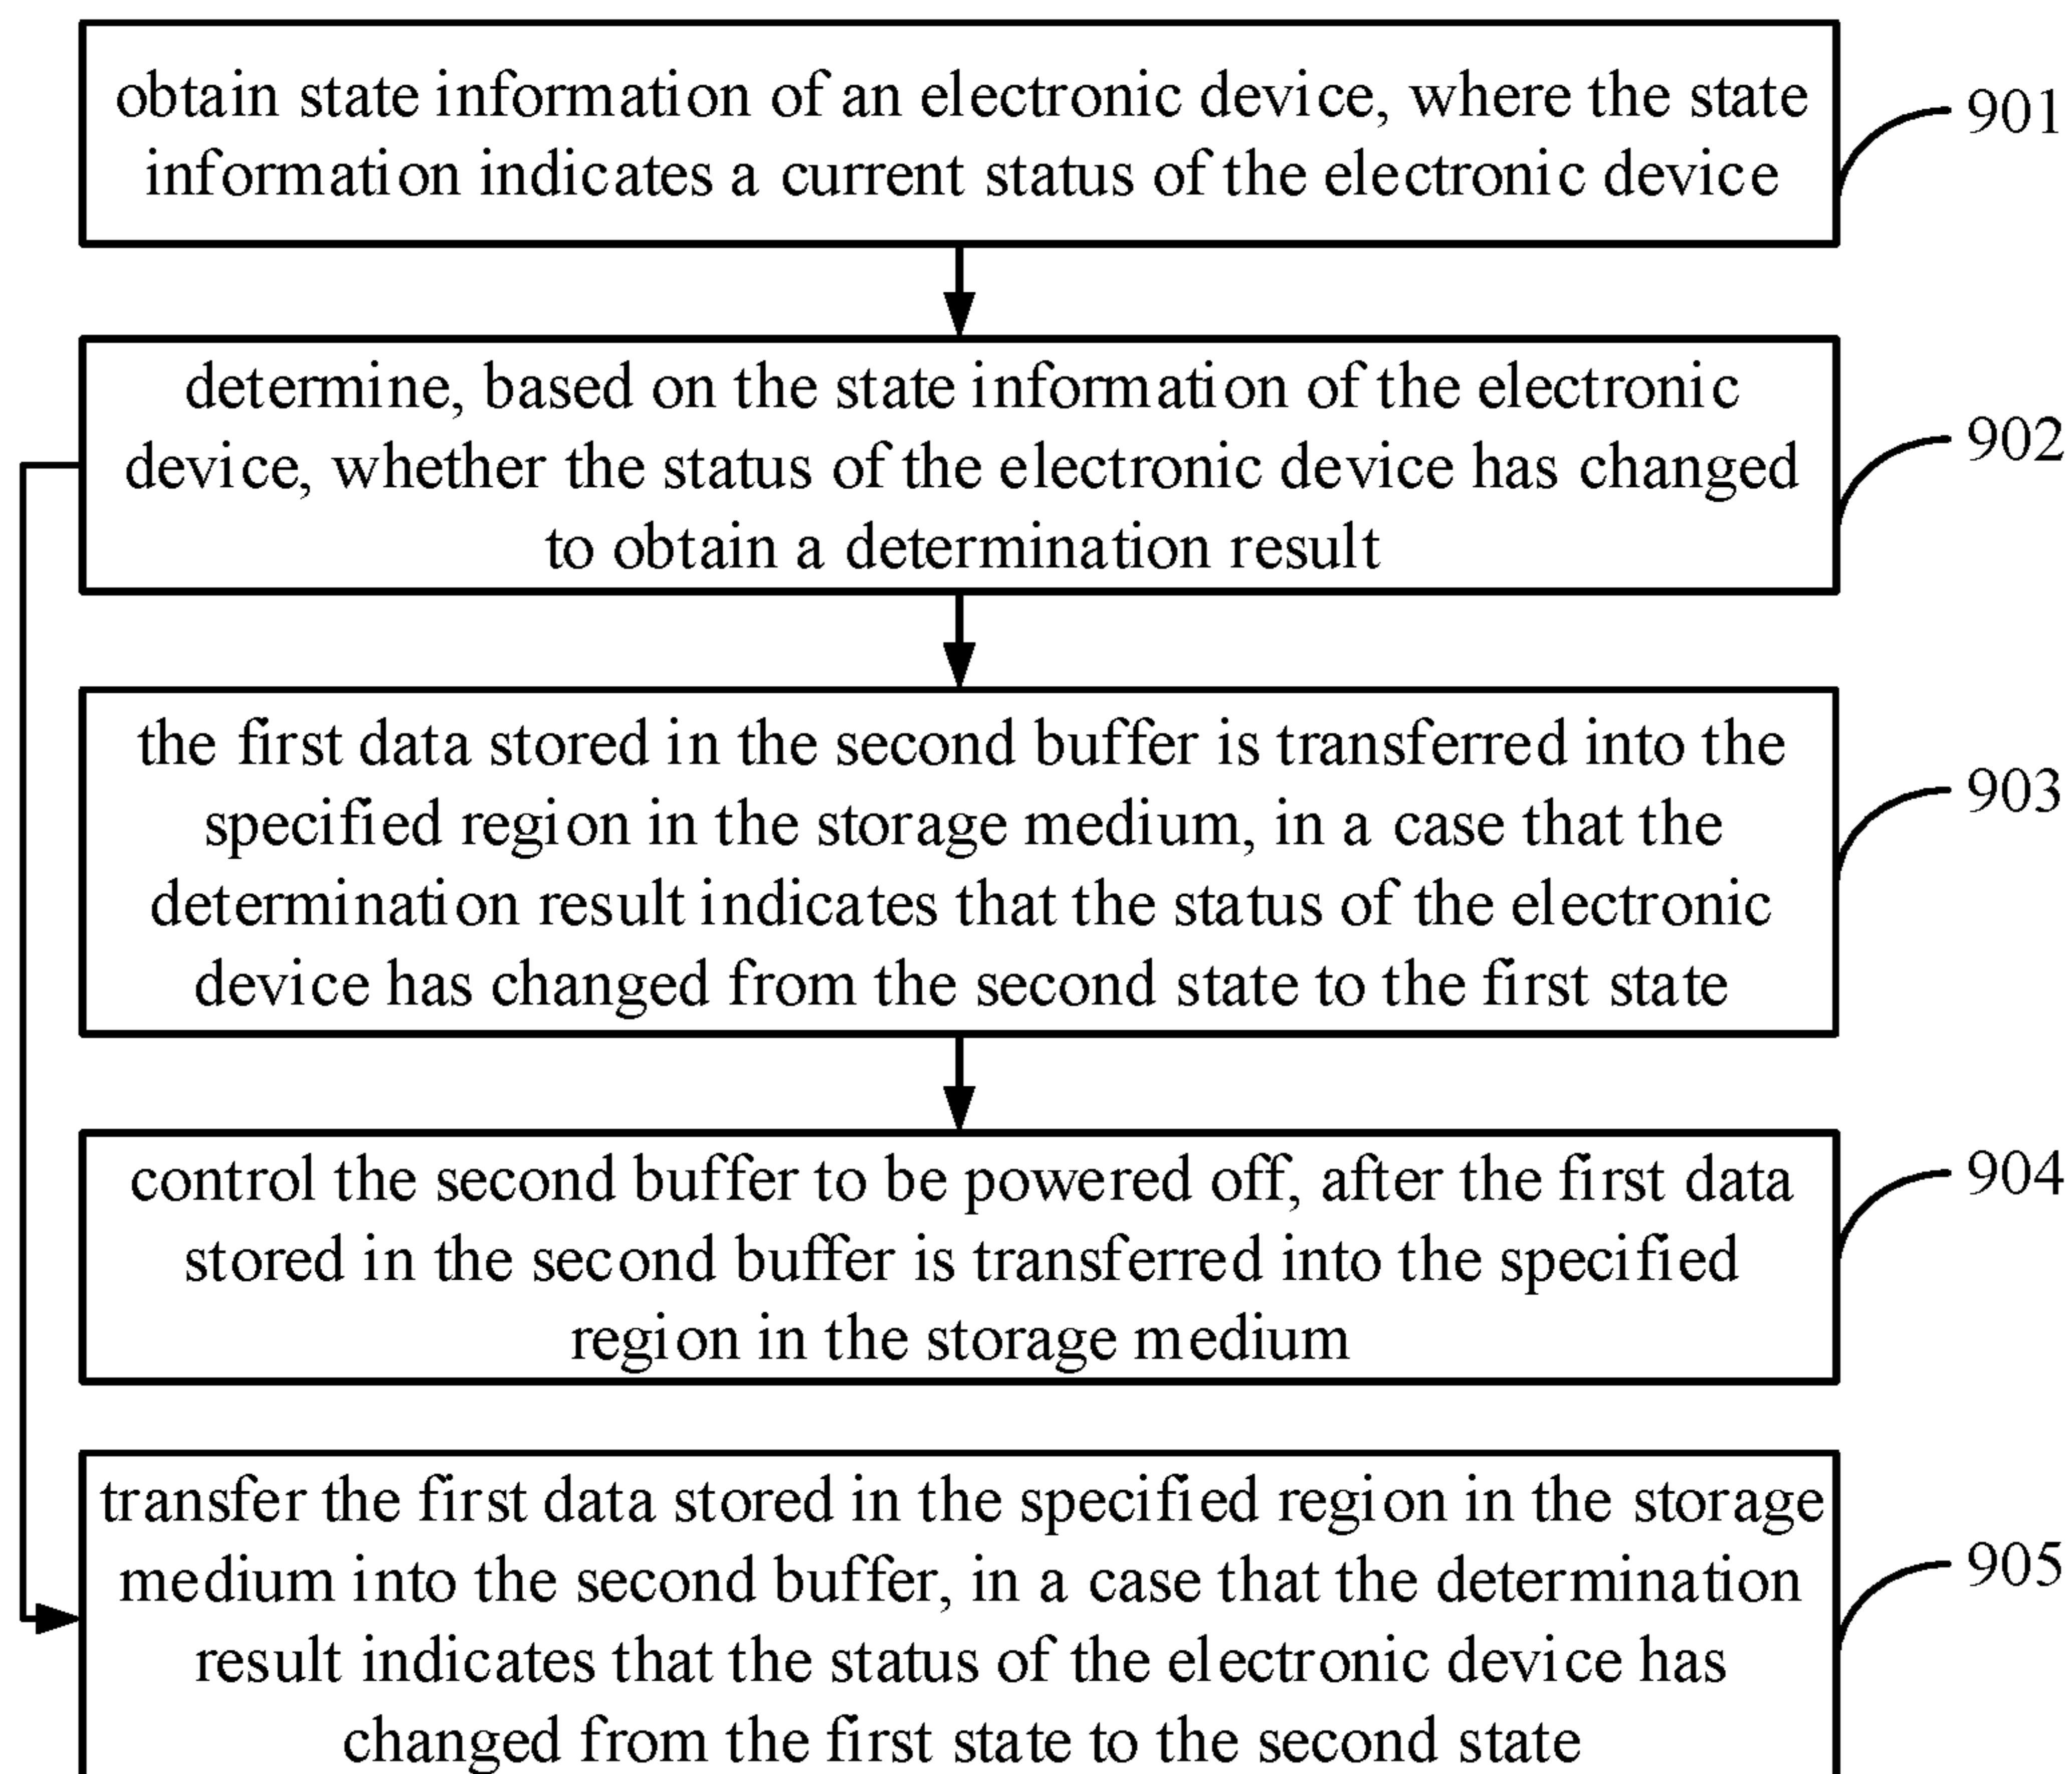 obtain state information of an electronic device, where the state
information indicates a current status of the electronic device
901
determine, based on the state information of the electronic
device, whether the status of the electronic device has changed
to obtain a determination result
902
the first data stored in the second buffer is transferred into the
specified region in the storage medium, in a case that the
determination result indicates that the status of the electronic
device has changed from the second state to the first state
903
control the second buffer to be powered off, after the first data
stored in the second buffer is transferred into the specified
region in the storage medium
904
transfer the first data stored in the specified region in the storage
medium into the second buffer, in a case that the determination
result indicates that the status of the electronic device has
changed from the first state to the second state
905